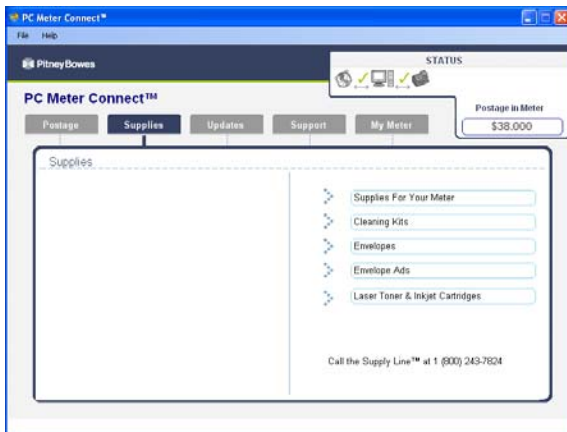 PC Meter Connect™
File Help
PitneyBowes
STATUS
PC Meter Connect™
Postage in Meter
$38.000
Postage Supplies Updates Support My Meter
Supplies
Supplies For Your Meter
Cleaning Kits
Envelopes
Envelope Ads
Laser Toner & Inkjet Cartridges
Call the Supply Line™ at 1 (800) 243-7824